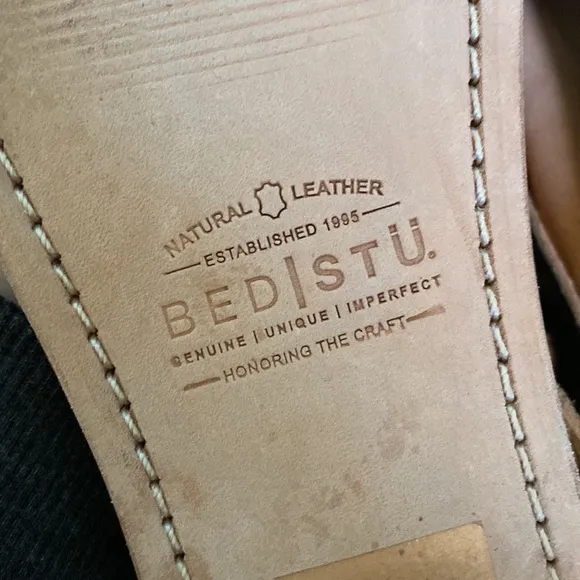 NATURAL LEATHER
ESTABLISHED 1995
BED|STÜ.
GENUINE | UNIQUE | IMPERFECT
HONORING THE CRAFT